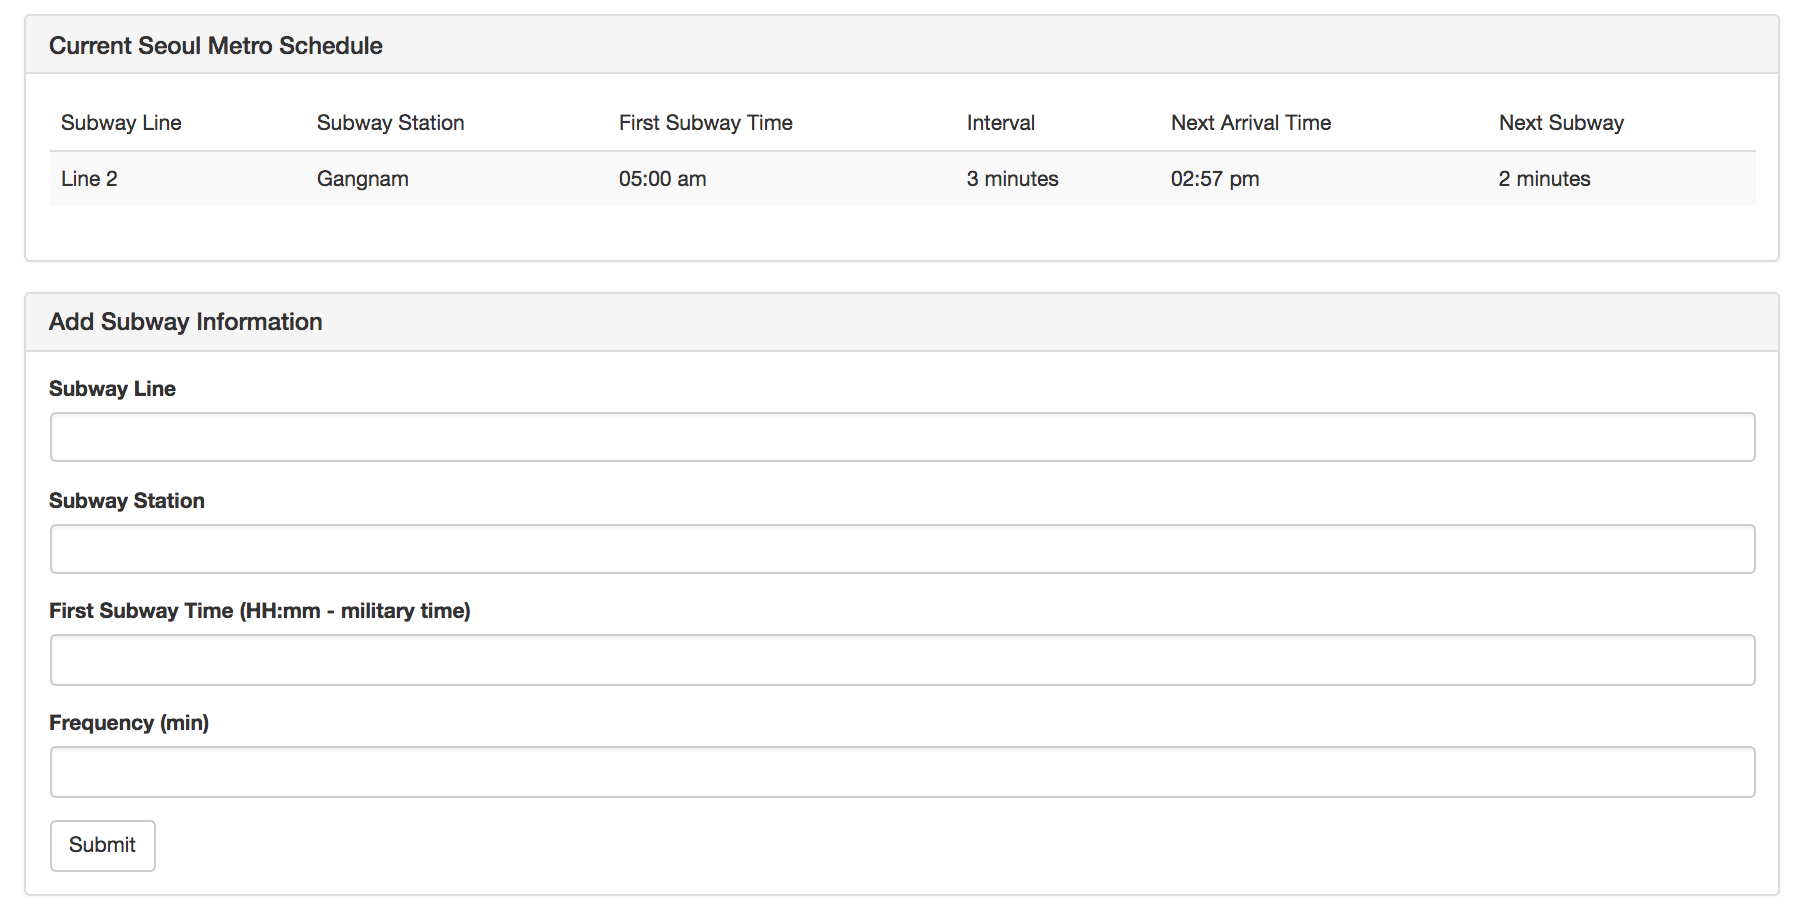 Current Seoul Metro Schedule
Subway Line Subway Station First Subway Time Interval Next Arrival Time Next Subway
Line 2 Gangnam 05:00 am 3 minutes 02:57 pm 2 minutes
Add Subway Information
Subway Line
Subway Station
First Subway Time (HH:mm - military time)
Frequency (min)
Submit